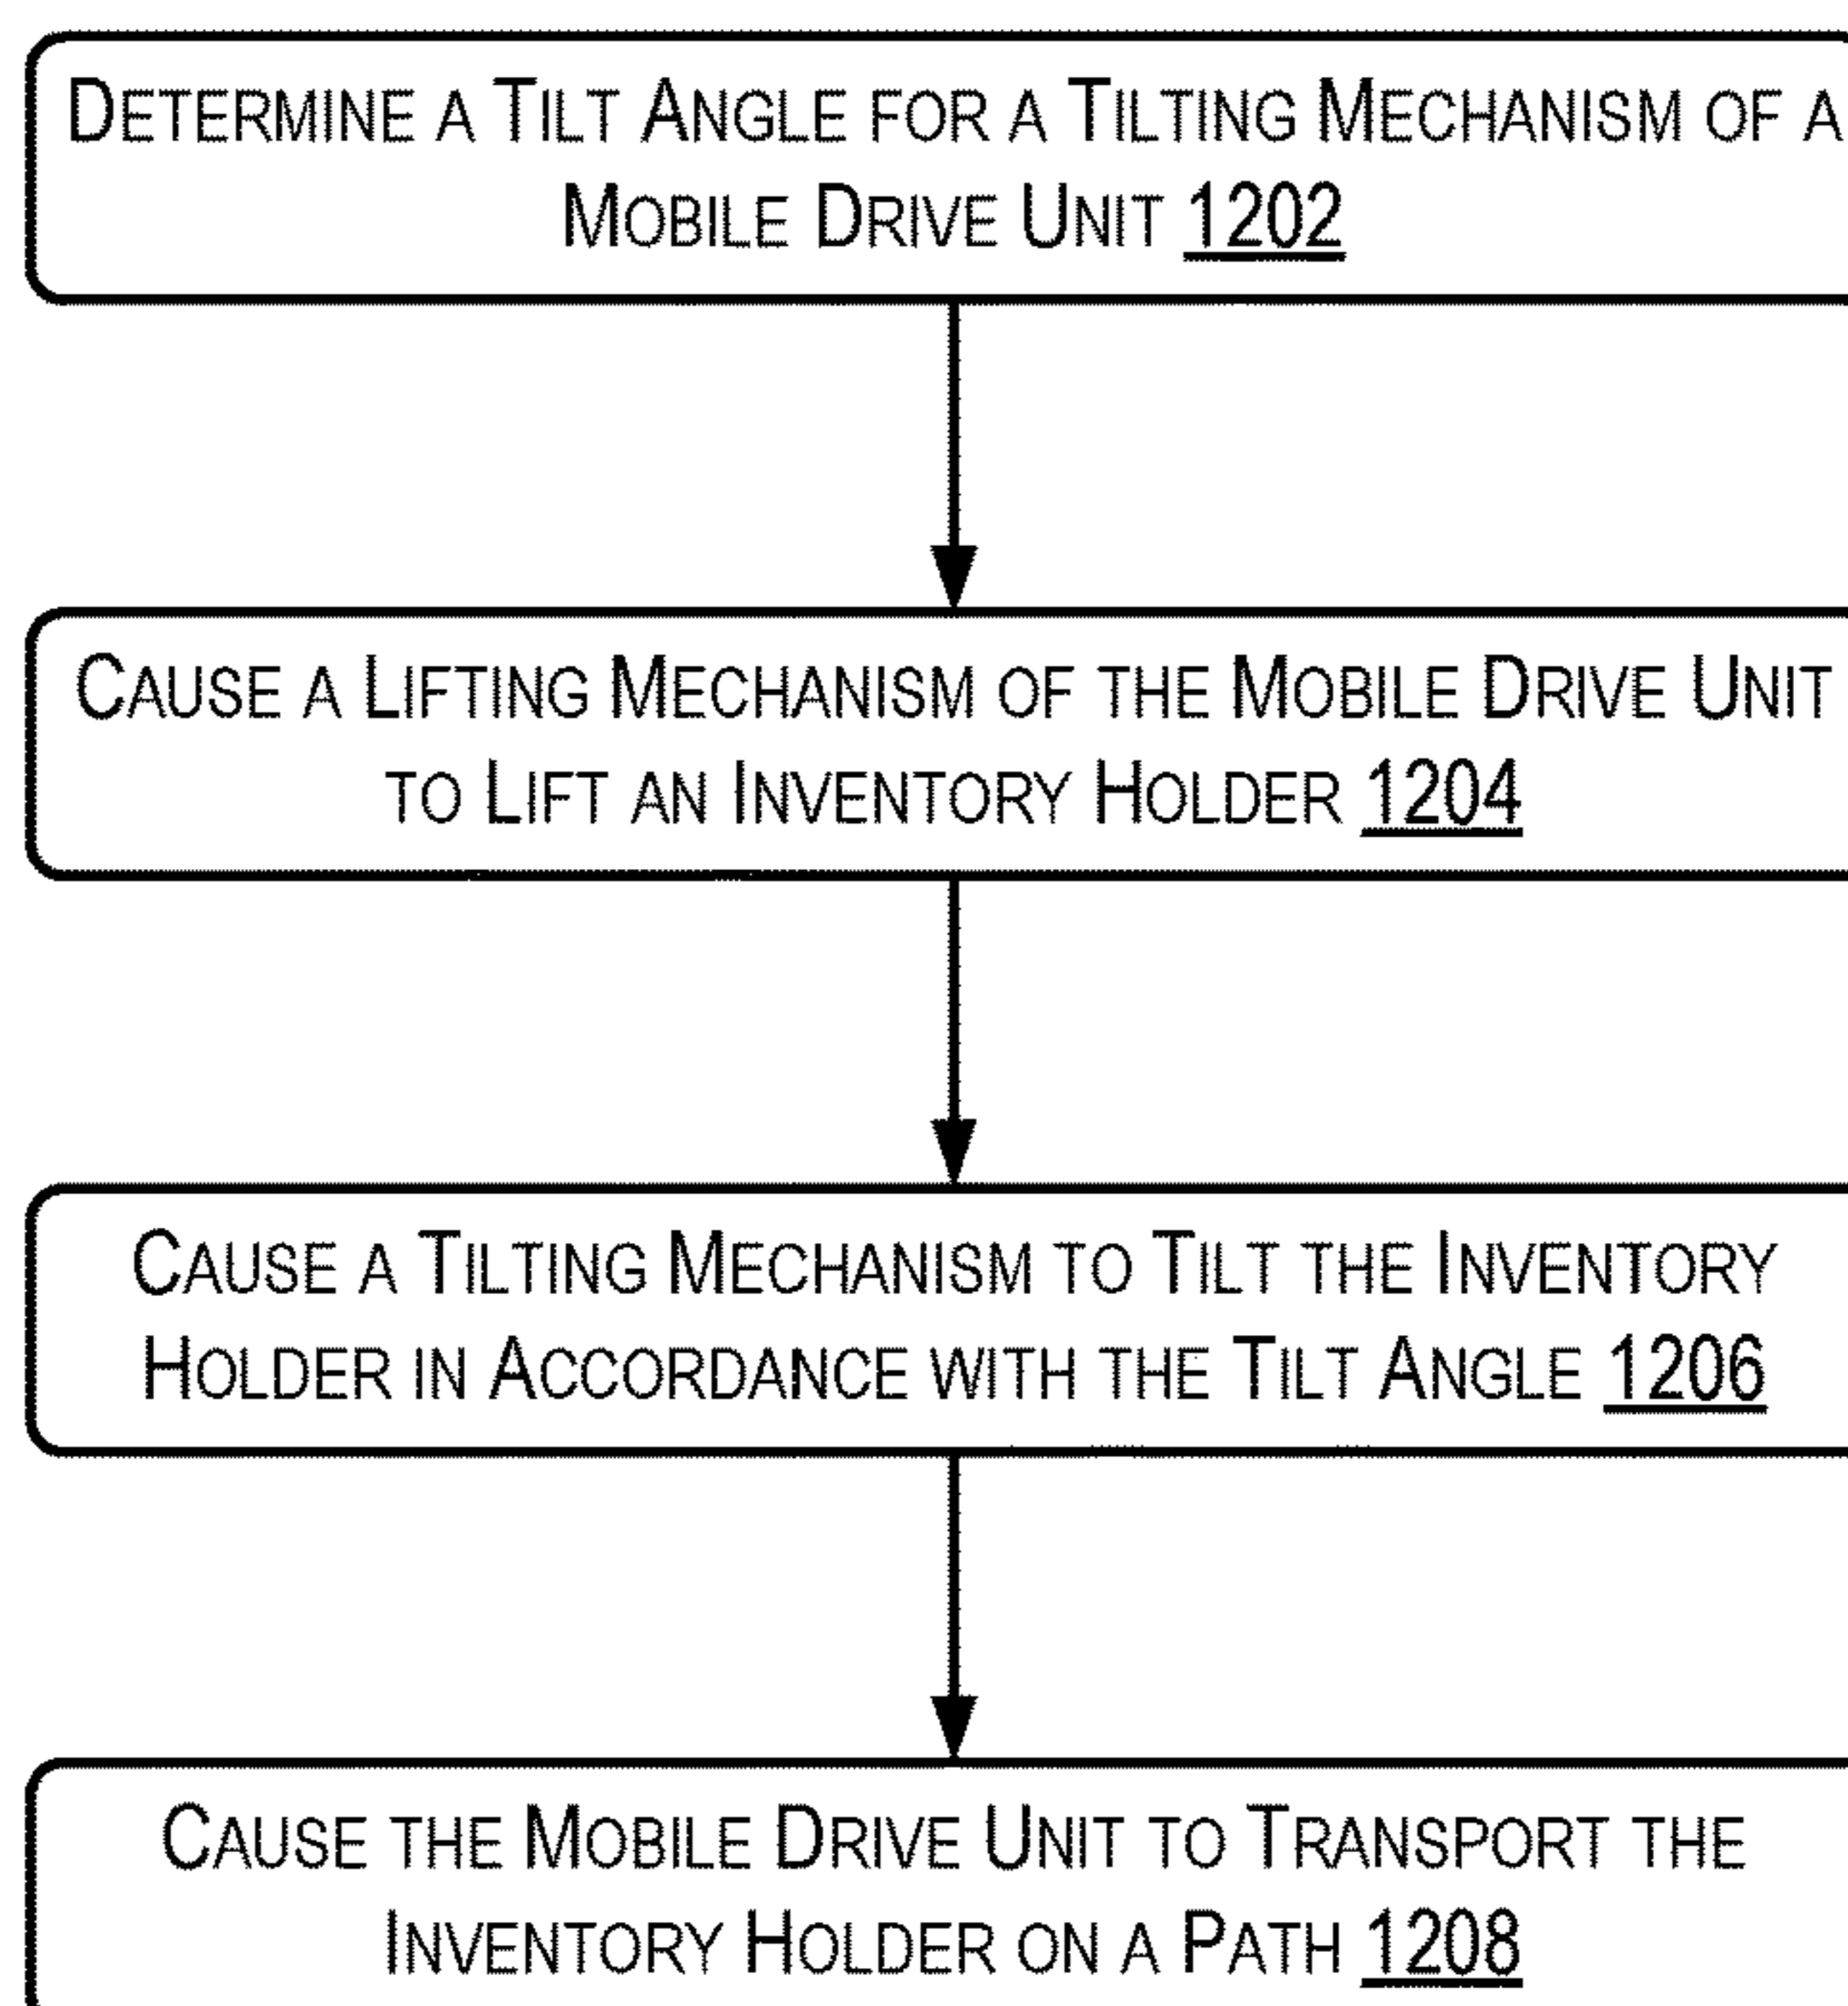 DETERMINE A TILT ANGLE FOR A TILTING MECHANISM OF A
MOBILE DRIVE UNIT 1202
CAUSE A LIFTING MECHANISM OF THE MOBILE DRIVE UNIT
TO LIFT AN INVENTORY HOLDER 1204
CAUSE A TILTING MECHANISM TO TILT THE INVENTORY
HOLDER IN ACCORDANCE WITH THE TILT ANGLE 1206
CAUSE THE MOBILE DRIVE UNIT TO TRANSPORT THE
INVENTORY HOLDER ON A PATH 1208